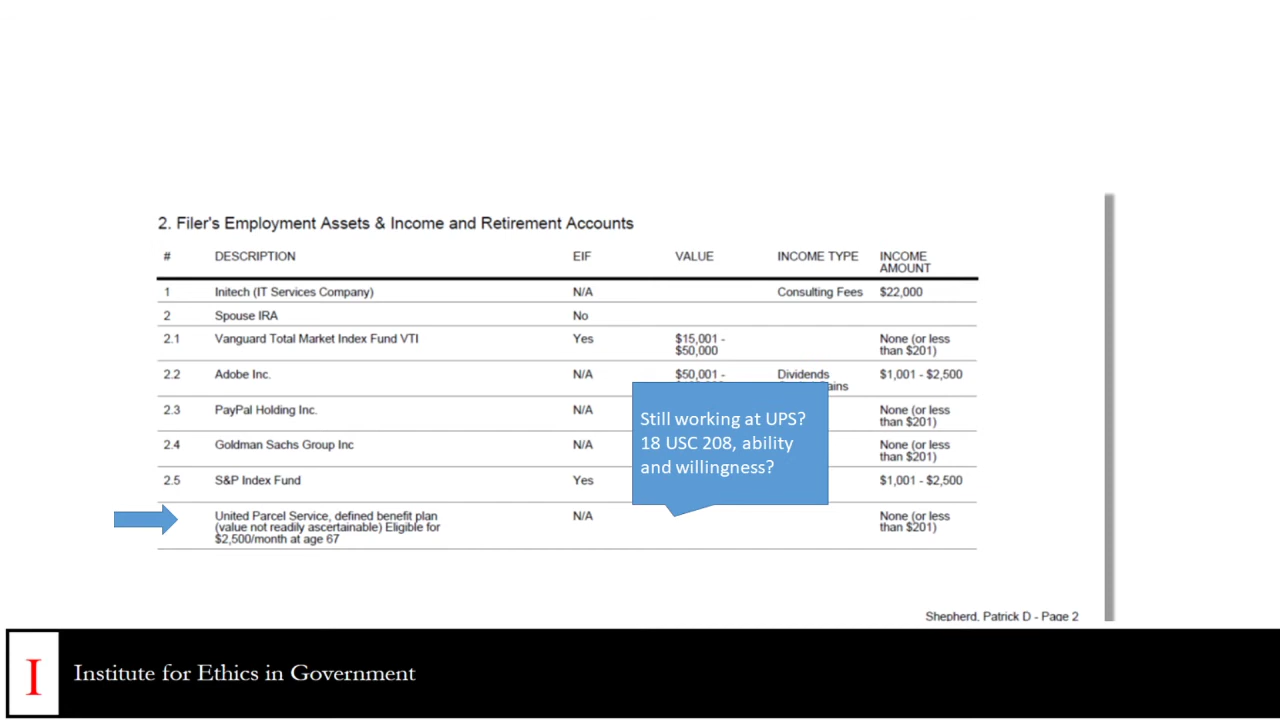 2. Filer's Employment Assets & Income and Retirement Accounts
# DESCRIPTION EIF VALUE INCOME TYPE INCOME
AMOUNT
1 Initech (IT Services Company) N/A Consulting Fees $22,000
2 Spouse IRA No
2.1 Vanguard Total Market Index Fund VTI Yes $15,001 - None (or less
$50,000 than $201)
2.2 Adobe Inc. N/A $50,001 - Dividends $1,001 - $2,500
2.3 PayPal Holding Inc. N/A None (or less
than $201)
2.4 Goldman Sachs Group Inc N/A None (or less
than $201)
2.5 S&P Index Fund Yes $1,001 - $2,500
United Parcel Service, defined benefit plan N/A None (or less
(value not readily ascertainable) Eligible for than $201)
$2,500/month at age 67
Still working at UPS?
18 USC 208, ability
and willingness?
Shepherd, Patrick D - Page 2
I Institute for Ethics in Government